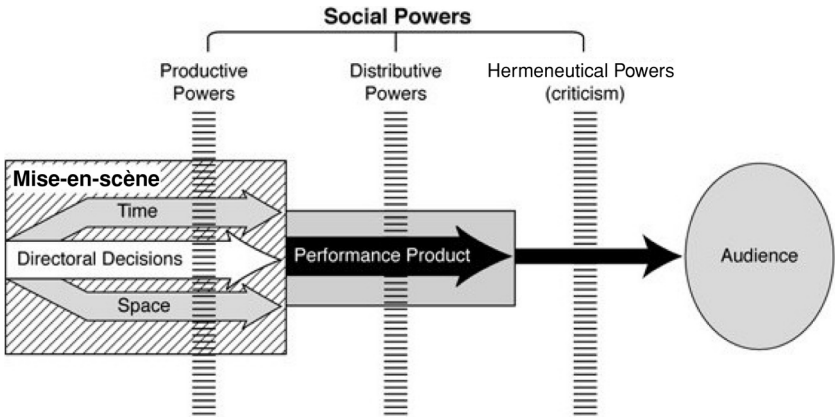 Social Powers
Productive
Powers
Distributive
Powers
Hermeneutical Powers
(criticism)
Mise-en-scène
Time
Directoral Decisions
Space
Performance Product
Audience